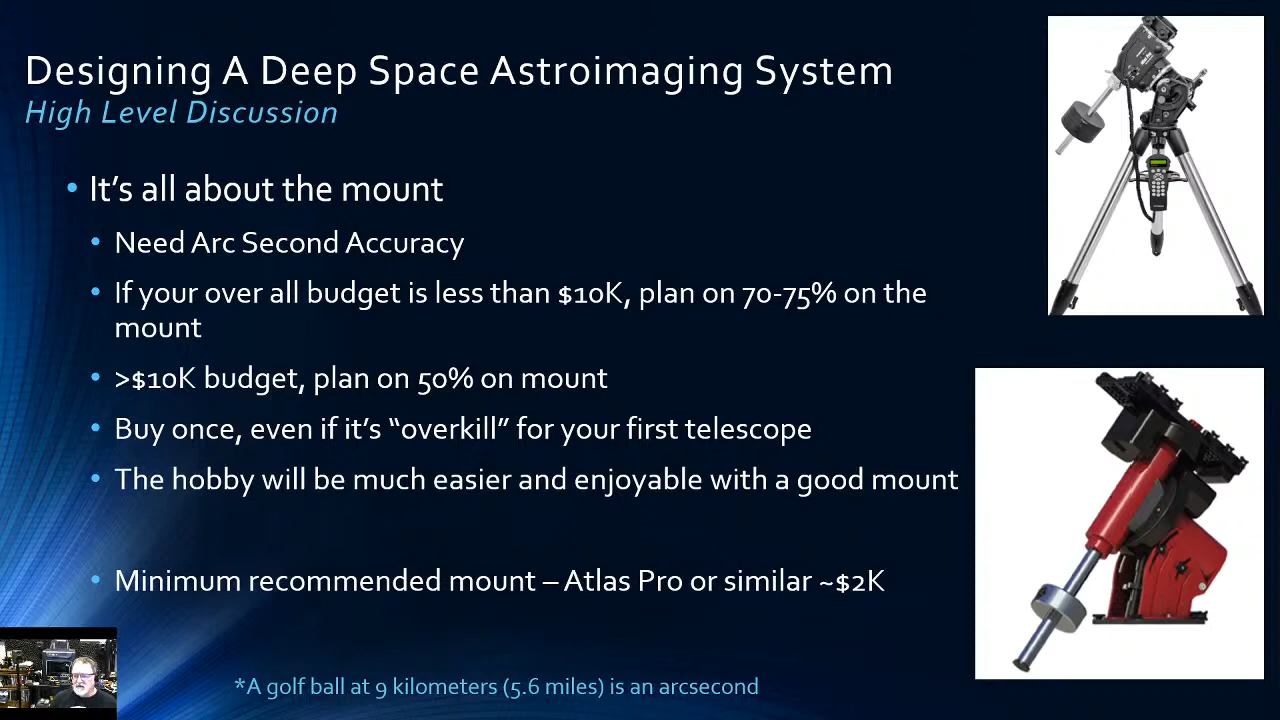 Designing A Deep Space Astroimaging System
High Level Discussion
• It’s all about the mount
• Need Arc Second Accuracy
• If your over all budget is less than $10K, plan on 70-75% on the
mount
• >$10K budget, plan on 50% on mount
• Buy once, even if it’s “overkill” for your first telescope
• The hobby will be much easier and enjoyable with a good mount
• Minimum recommended mount – Atlas Pro or similar ~$2K
*A golf ball at 9 kilometers (5.6 miles) is an arcsecond